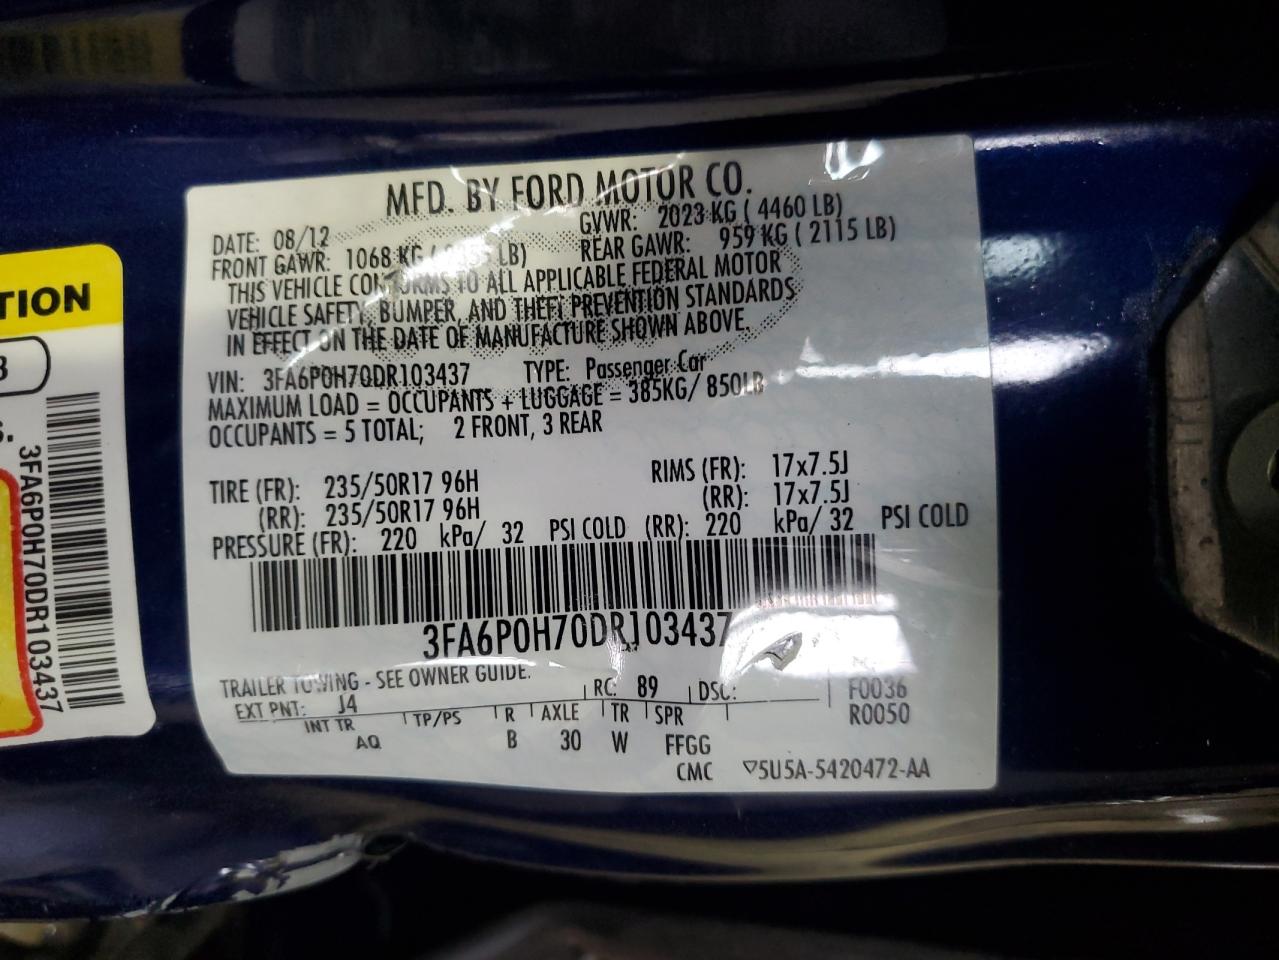 MFD. BY FORD MOTOR CO.
DATE: 08/12 GVWR: 2023 KG ( 4460 LB)
FRONT GAWR: 1068 KG ( LB) REAR GAWR: 959 KG ( 2115 LB)
THIS VEHICLE CONFORMS TO ALL APPLICABLE FEDERAL MOTOR
VEHICLE SAFETY, BUMPER, AND THEFT PREVENTION STANDARDS
IN EFFECT ON THE DATE OF MANUFACTURE SHOWN ABOVE.
VIN: 3FA6P0H70DR103437 TYPE: Passenger Car
MAXIMUM LOAD = OCCUPANTS + LUGGAGE = 385KG/ 850LB
OCCUPANTS = 5 TOTAL; 2 FRONT, 3 REAR
TIRE (FR): 235/50R17 96H RIMS (FR): 17x7.5J
(RR): 235/50R17 96H (RR): 17x7.5J
PRESSURE (FR): 220 kPa/ 32 PSI COLD (RR): 220 kPa/ 32 PSI COLD
3FA6P0H70DR103437
TRAILER TOWING - SEE OWNER GUIDE.
EXT PNT: J4 RC: 89 DSO: F0036
INT TR TP/PS R AXLE TR SPR R0050
AQ B 30 W FFGG
CMC ▽5U5A-5420472-AA
TION
3
S.
3FA6P0H70DR103437